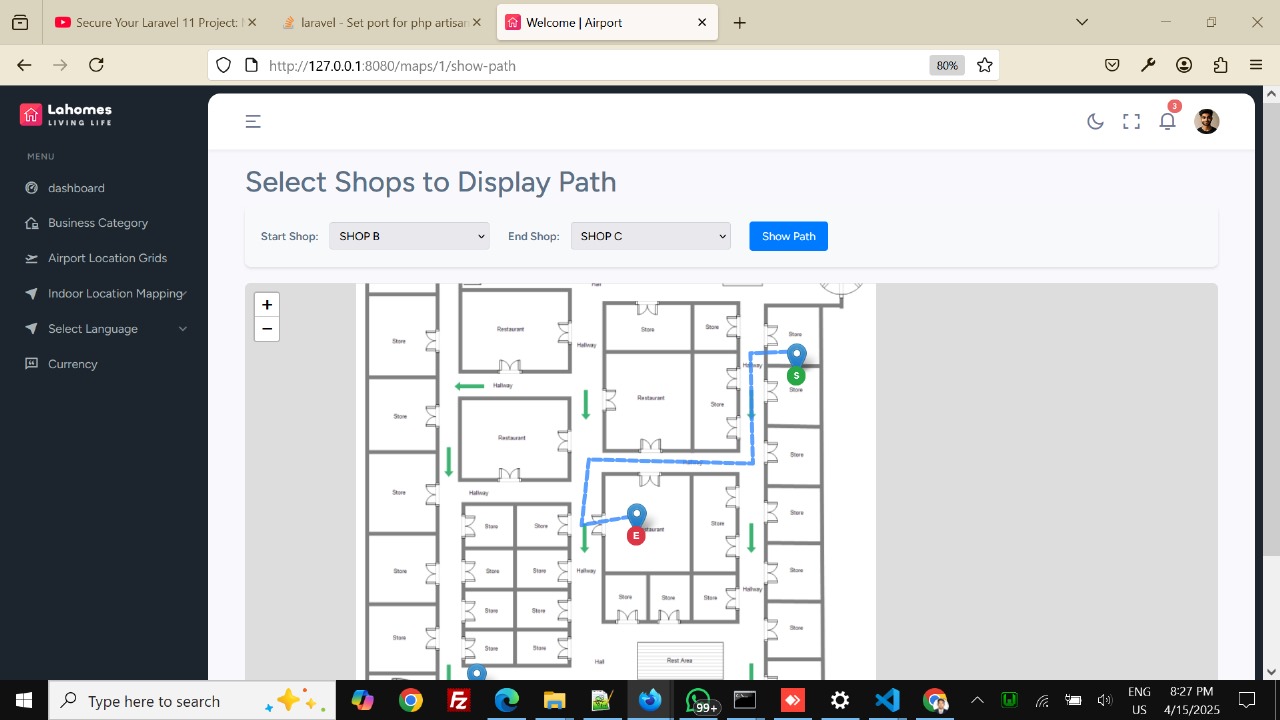 Secure Your Laravel 11 Project:
laravel - Set port for php artisan
Welcome | Airport
http://127.0.0.1:8080/maps/1/show-path
80%
Lahomes
LIVING LIFE
3
MENU
dashboard
Business Category
Airport Location Grids
Indoor Location Mapping
Select Language
Currency
Select Shops to Display Path
Start Shop:
SHOP B
End Shop:
SHOP C
Show Path
+
−
Hall
Restaurant
Store
Store
Store
Store
Hallway
Hallway
Hallway
S
Restaurant
Store
Store
Store
Store
Restaurant
Hallway
Store
Store
Hallway
Store
Store
Store
Restaurant
Store
Store
E
Store
Store
Store
Hallway
Store
Hallway
Store
Store
Store
Store
Store
Store
Store
Store
Store
Store
Store
Hall
Rest Area
Type here to search
99+
ENG
US
4:27 PM
4/15/2025